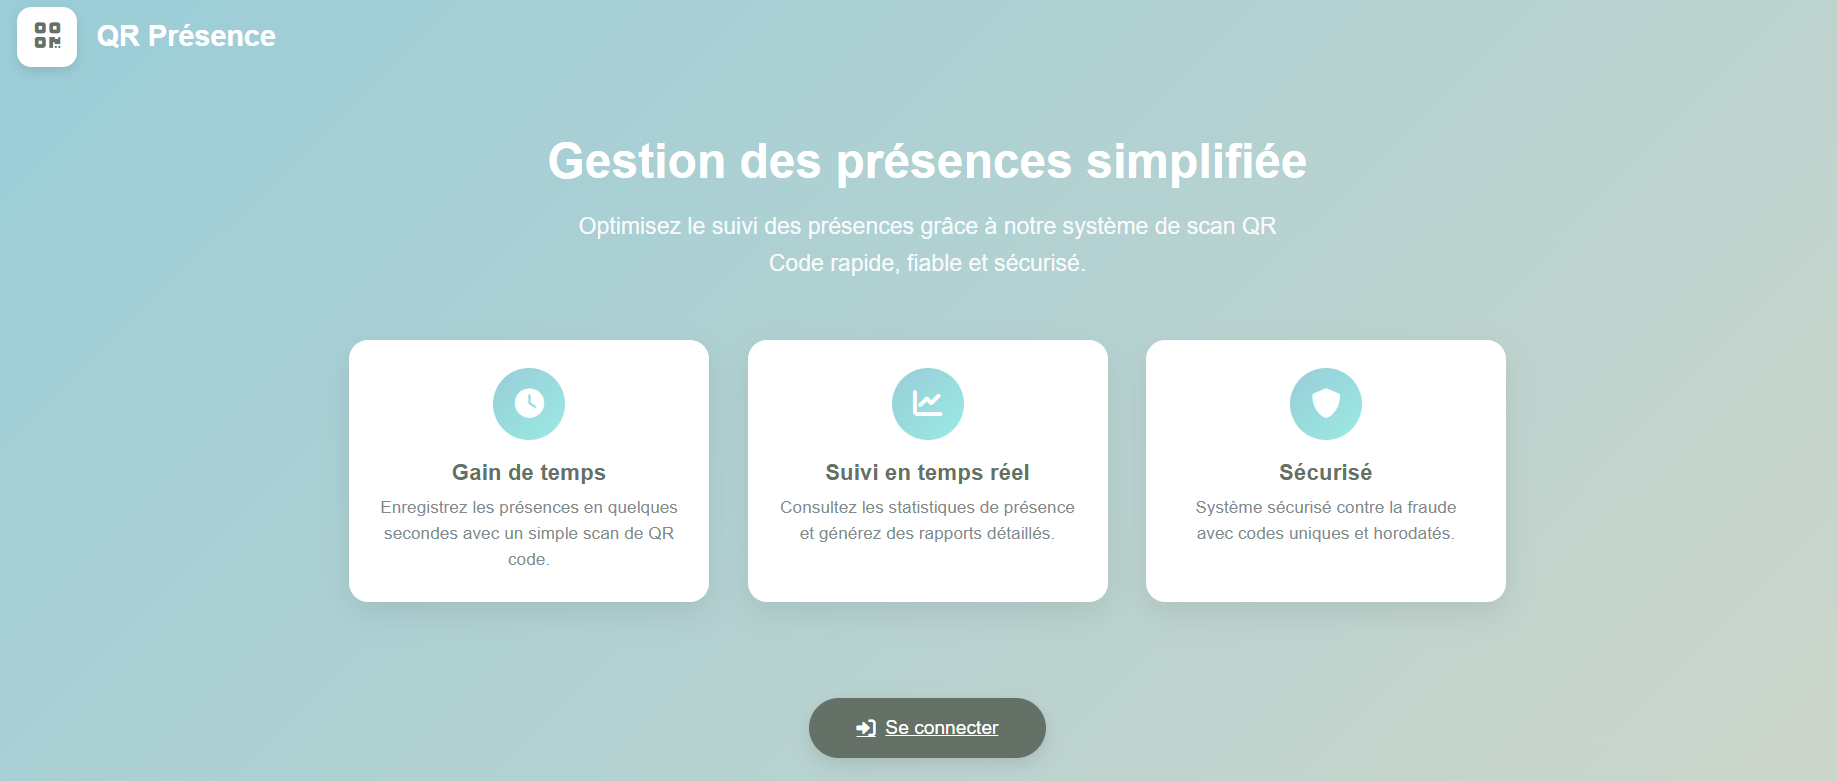 QR Présence
Gestion des présences simplifiée
Optimisez le suivi des présences grâce à notre système de scan QR
Code rapide, fiable et sécurisé.
Gain de temps
Enregistrez les présences en quelques
secondes avec un simple scan de QR
code.
Suivi en temps réel
Consultez les statistiques de présence
et générez des rapports détaillés.
Sécurisé
Système sécurisé contre la fraude
avec codes uniques et horodatés.
Se connecter